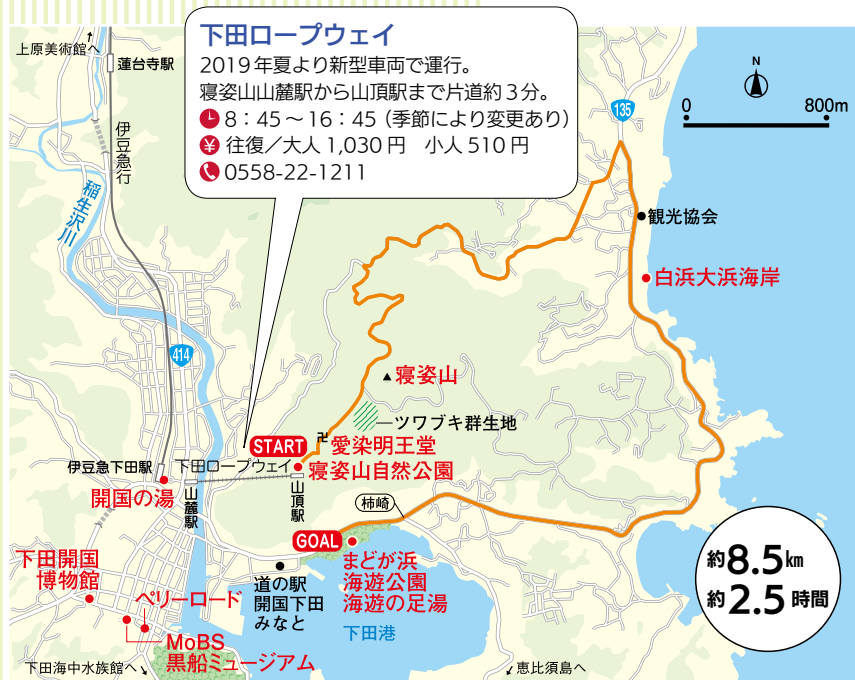 下田ロープウェイ
2019年夏より新型車両で運行。
寝姿山山麓駅から山頂駅まで片道約3分。
8:45～16:45（季節により変更あり）
¥ 往復／大人1,030円　小人510円
0558-22-1211
上原美術館へ
蓮台寺駅
伊豆急行
稲生沢川
414
135
N
0　800m
観光協会
白浜大浜海岸
寝姿山
ツワブキ群生地
START
卍愛染明王堂
下田ロープウェイ
寝姿山自然公園
伊豆急下田駅
開国の湯
山麓駅
山頂駅
柿崎
GOAL
まどが浜
海遊公園
海遊の足湯
道の駅
開国下田
みなと
下田港
下田開国
博物館
ペリーロード
MoBS
黒船ミュージアム
下田海中水族館へ
恵比須島へ
約8.5km
約2.5時間